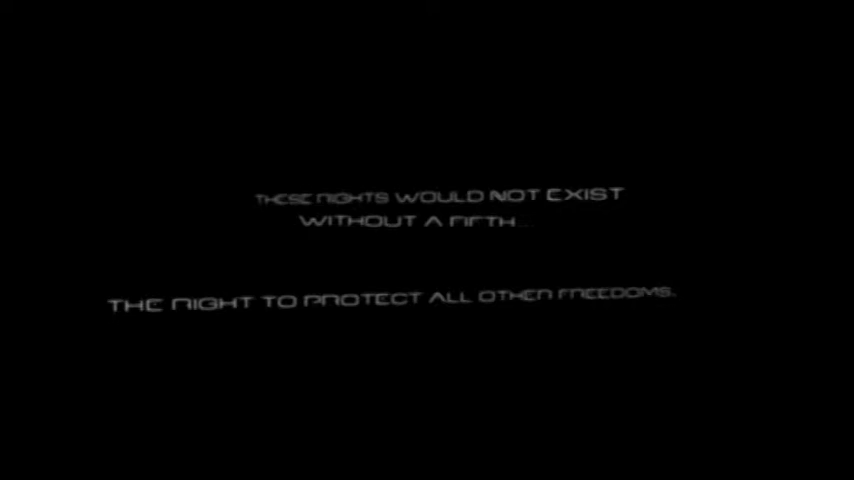 THESE RIGHTS WOULD NOT EXIST
WITHOUT A FIFTH...
THE RIGHT TO PROTECT ALL OTHER FREEDOMS.